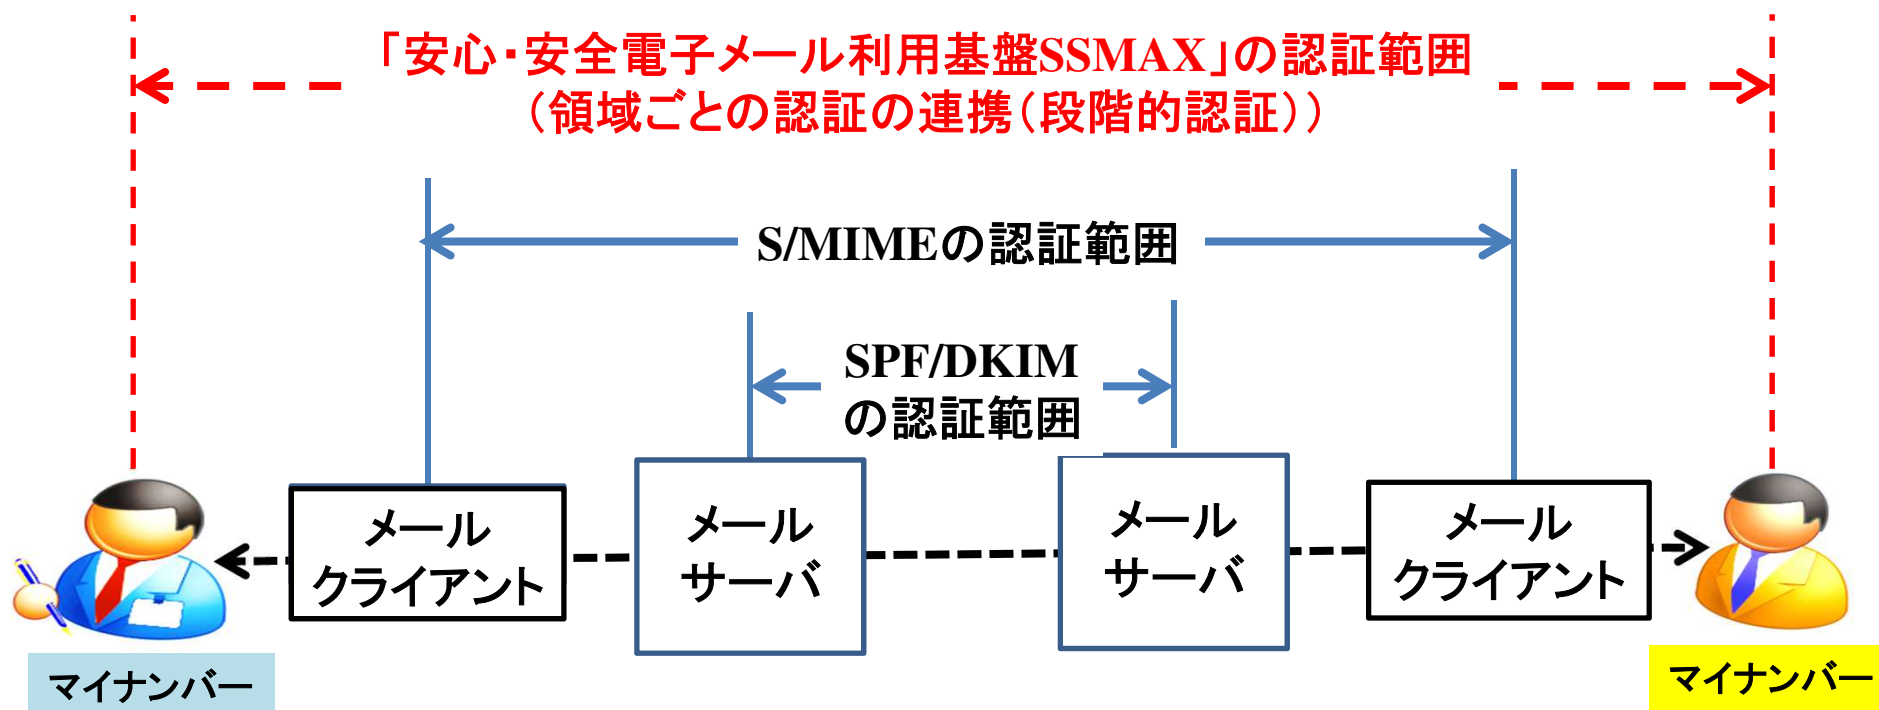 「安心・安全電子メール利用基盤SSMAX」の認証範囲
（領域ごとの認証の連携（段階的認証））
S/MIMEの認証範囲
SPF/DKIM
の認証範囲
メール
クライアント
メール
サーバ
メール
サーバ
メール
クライアント
マイナンバー
マイナンバー